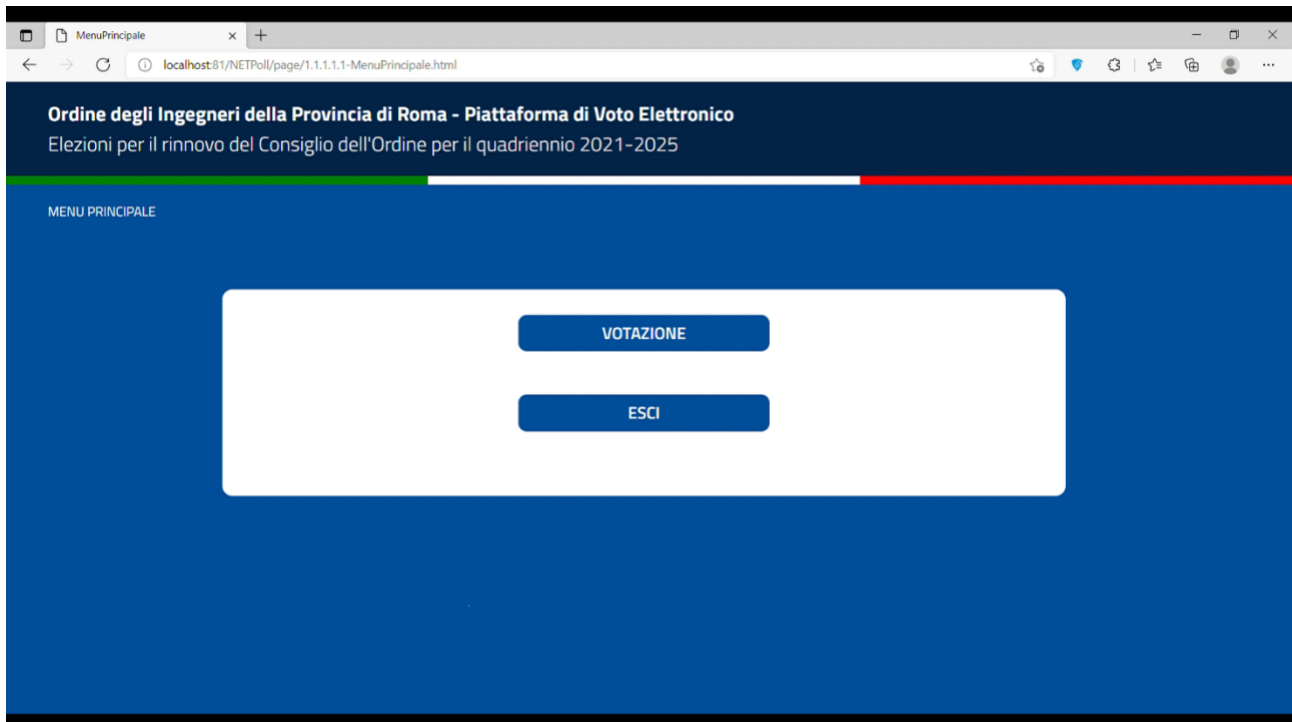 MenuPrincipale
localhost:81/NETPoll/page/1.1.1.1.1-MenuPrincipale.html
Ordine degli Ingegneri della Provincia di Roma - Piattaforma di Voto Elettronico
Elezioni per il rinnovo del Consiglio dell'Ordine per il quadriennio 2021-2025
MENU PRINCIPALE
VOTAZIONE
ESCI